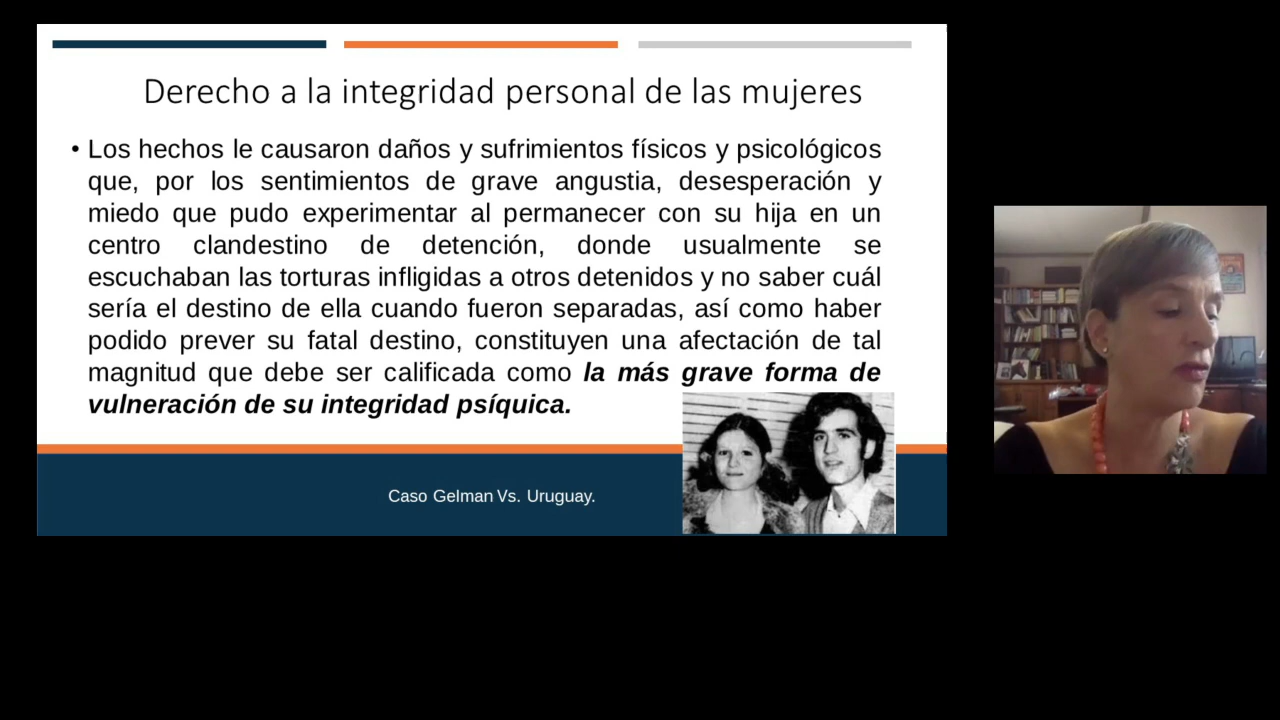 Derecho a la integridad personal de las mujeres
• Los hechos le causaron daños y sufrimientos físicos y psicológicos
que, por los sentimientos de grave angustia, desesperación y
miedo que pudo experimentar al permanecer con su hija en un
centro clandestino de detención, donde usualmente se
escuchaban las torturas infligidas a otros detenidos y no saber cuál
sería el destino de ella cuando fueron separadas, así como haber
podido prever su fatal destino, constituyen una afectación de tal
magnitud que debe ser calificada como la más grave forma de
vulneración de su integridad psíquica.
Caso Gelman Vs. Uruguay.